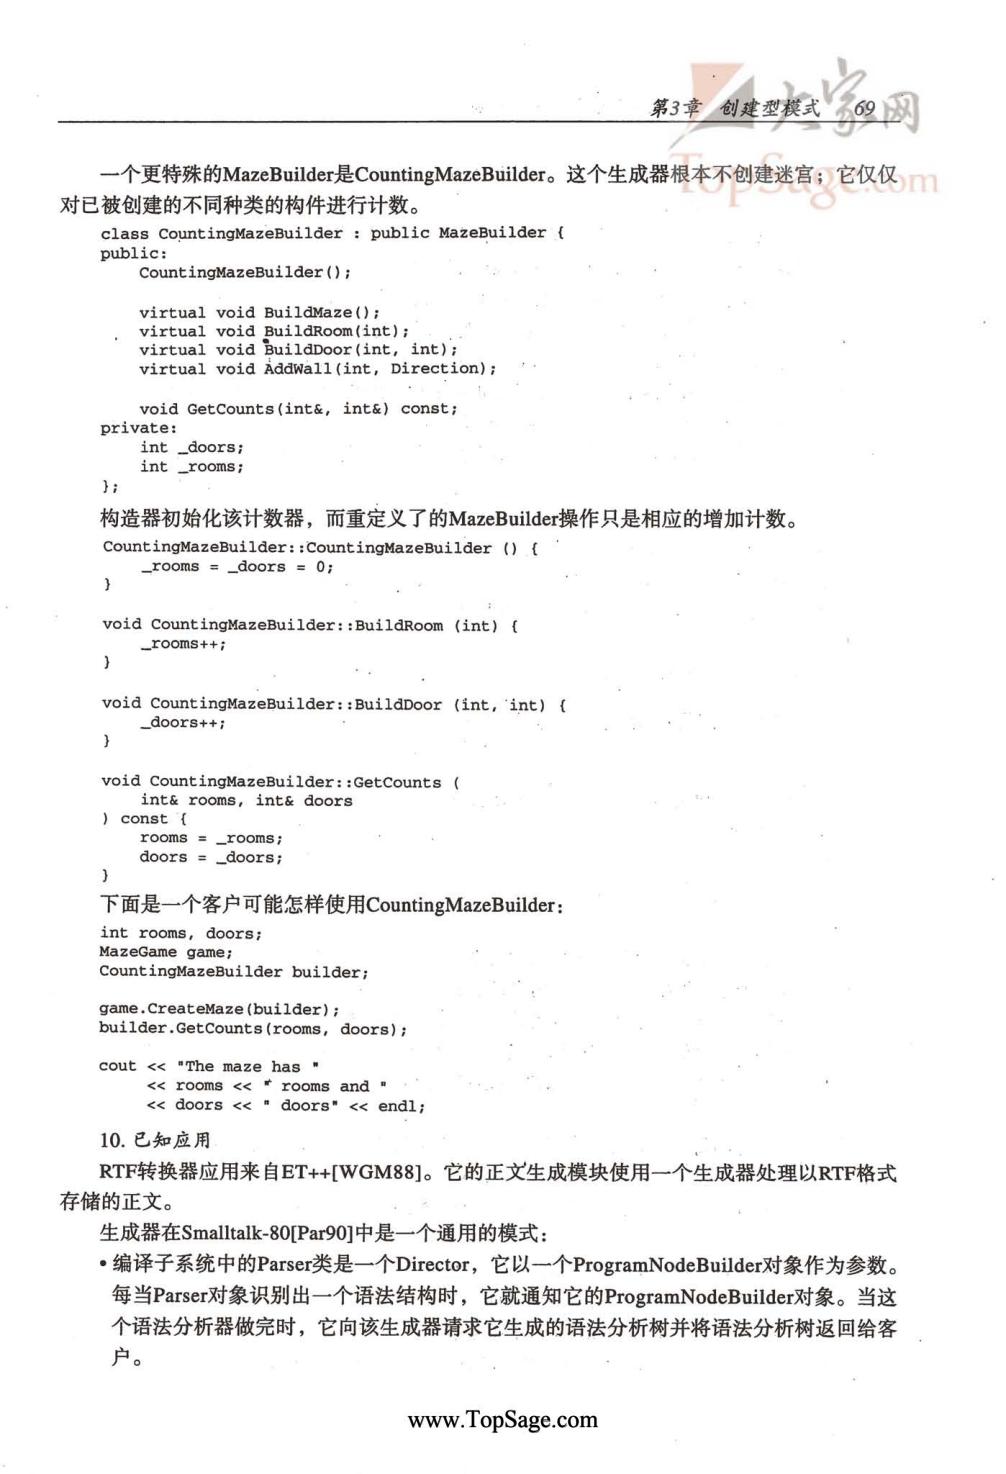 第3章 创建型模式 69
大家网
TopSage.com
一个更特殊的MazeBuilder是CountingMazeBuilder。这个生成器根本不创建迷宫；它仅仅
对已被创建的不同种类的构件进行计数。
class CountingMazeBuilder : public MazeBuilder {
public:
    CountingMazeBuilder();

    virtual void BuildMaze();
    virtual void BuildRoom(int);
    virtual void BuildDoor(int, int);
    virtual void AddWall(int, Direction);

    void GetCounts(int&, int&) const;
private:
    int _doors;
    int _rooms;
};
构造器初始化该计数器，而重定义了的MazeBuilder操作只是相应的增加计数。
CountingMazeBuilder::CountingMazeBuilder () {
    _rooms = _doors = 0;
}

void CountingMazeBuilder::BuildRoom (int) {
    _rooms++;
}

void CountingMazeBuilder::BuildDoor (int, int) {
    _doors++;
}

void CountingMazeBuilder::GetCounts (
    int& rooms, int& doors
) const {
    rooms = _rooms;
    doors = _doors;
}
下面是一个客户可能怎样使用CountingMazeBuilder：
int rooms, doors;
MazeGame game;
CountingMazeBuilder builder;

game.CreateMaze(builder);
builder.GetCounts(rooms, doors);

cout << "The maze has "
    << rooms << " rooms and "
    << doors << " doors" << endl;
10. 已知应用
RTF转换器应用来自ET++[WGM88]。它的正文生成模块使用一个生成器处理以RTF格式
存储的正文。
生成器在Smalltalk-80[Par90]中是一个通用的模式：
• 编译子系统中的Parser类是一个Director，它以一个ProgramNodeBuilder对象作为参数。
每当Parser对象识别出一个语法结构时，它就通知它的ProgramNodeBuilder对象。当这
个语法分析器做完时，它向该生成器请求它生成的语法分析树并将语法分析树返回给客
户。
www.TopSage.com